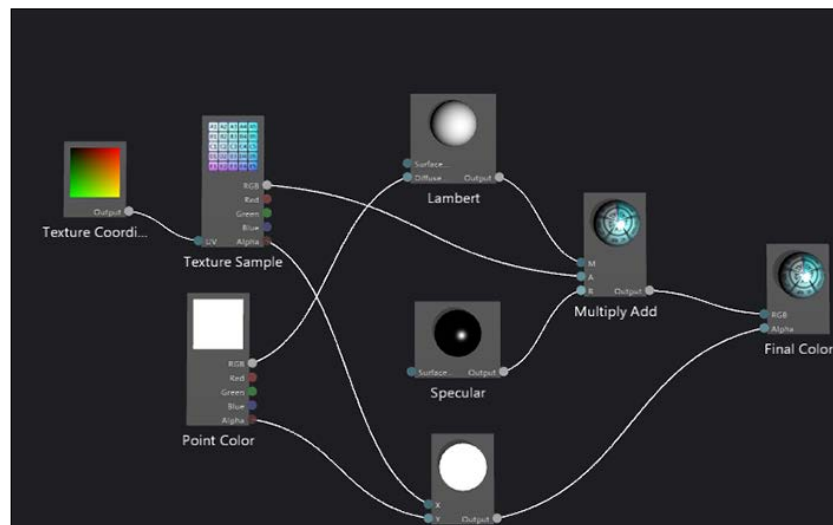 Output
Texture Coordi...
RGB
Red
Green
Blue
UV Alpha
Texture Sample
RGB
Red
Green
Blue
Alpha
Point Color
Surface...
Diffuse... Output
Lambert
Surface... Output
Specular
X
Y Output
M
A
B Output
Multiply Add
RGB
Alpha
Final Color